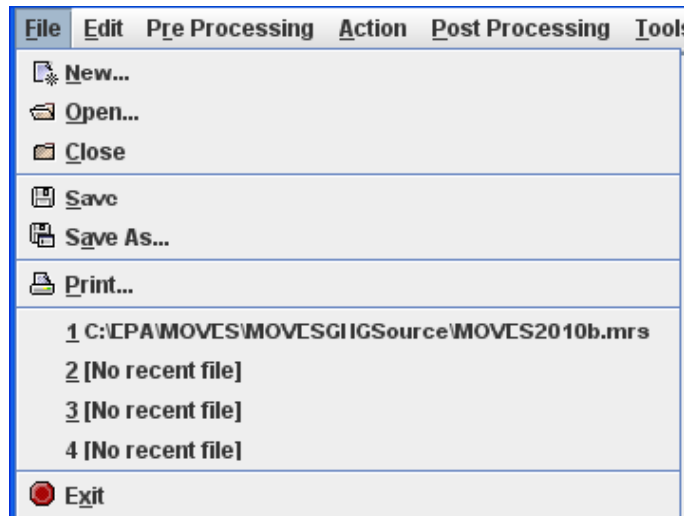 File Edit Pre Processing Action Post Processing Tools
New...
Open...
Close
Save
Save As...
Print...
1 C:\EPA\MOVES\MOVESGHGSource\MOVES2010b.mrs
2 [No recent file]
3 [No recent file]
4 [No recent file]
Exit